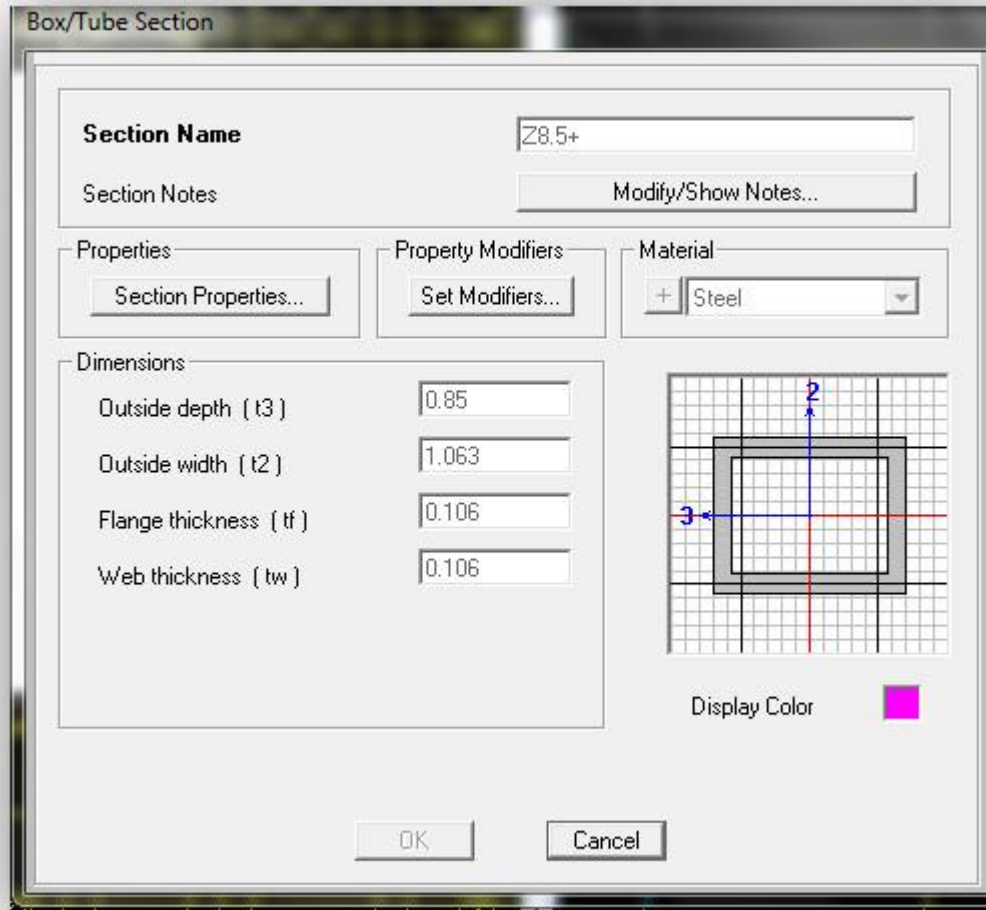 Box/Tube Section
Section Name
Z8.5+
Section Notes
Modify/Show Notes...
Properties
Section Properties...
Property Modifiers
Set Modifiers...
Material
+
Steel
Dimensions
Outside depth ( t3 )
0.85
Outside width ( t2 )
1.063
Flange thickness ( tf )
0.106
Web thickness ( tw )
0.106
2
3
Display Color
OK
Cancel